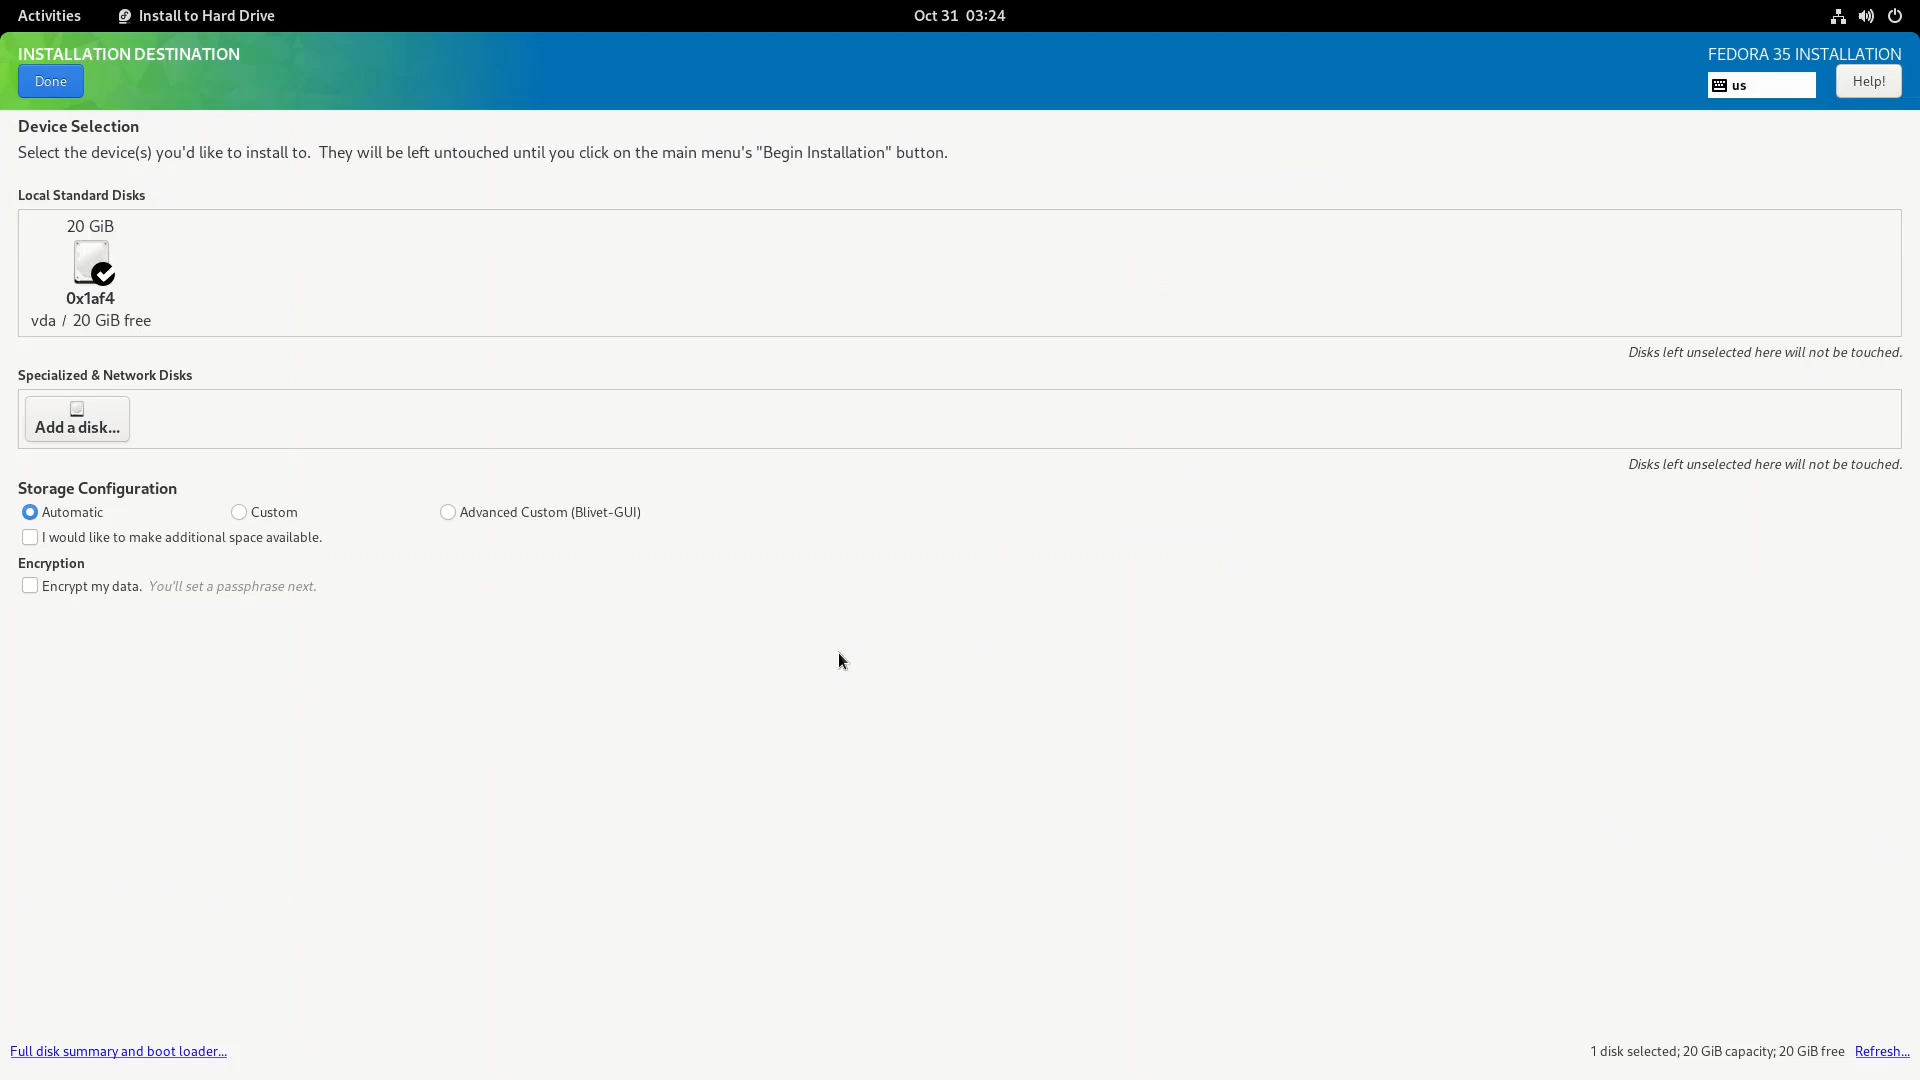 Activities
Install to Hard Drive
Oct 31 03:24
INSTALLATION DESTINATION
FEDORA 35 INSTALLATION
Done
us
Help!
Device Selection
Select the device(s) you'd like to install to. They will be left untouched until you click on the main menu's "Begin Installation" button.
Local Standard Disks
20 GiB
0x1af4
vda / 20 GiB free
Disks left unselected here will not be touched.
Specialized & Network Disks
Add a disk...
Disks left unselected here will not be touched.
Storage Configuration
Automatic
Custom
Advanced Custom (Blivet-GUI)
I would like to make additional space available.
Encryption
Encrypt my data. You'll set a passphrase next.
Full disk summary and boot loader...
1 disk selected; 20 GiB capacity; 20 GiB free
Refresh...